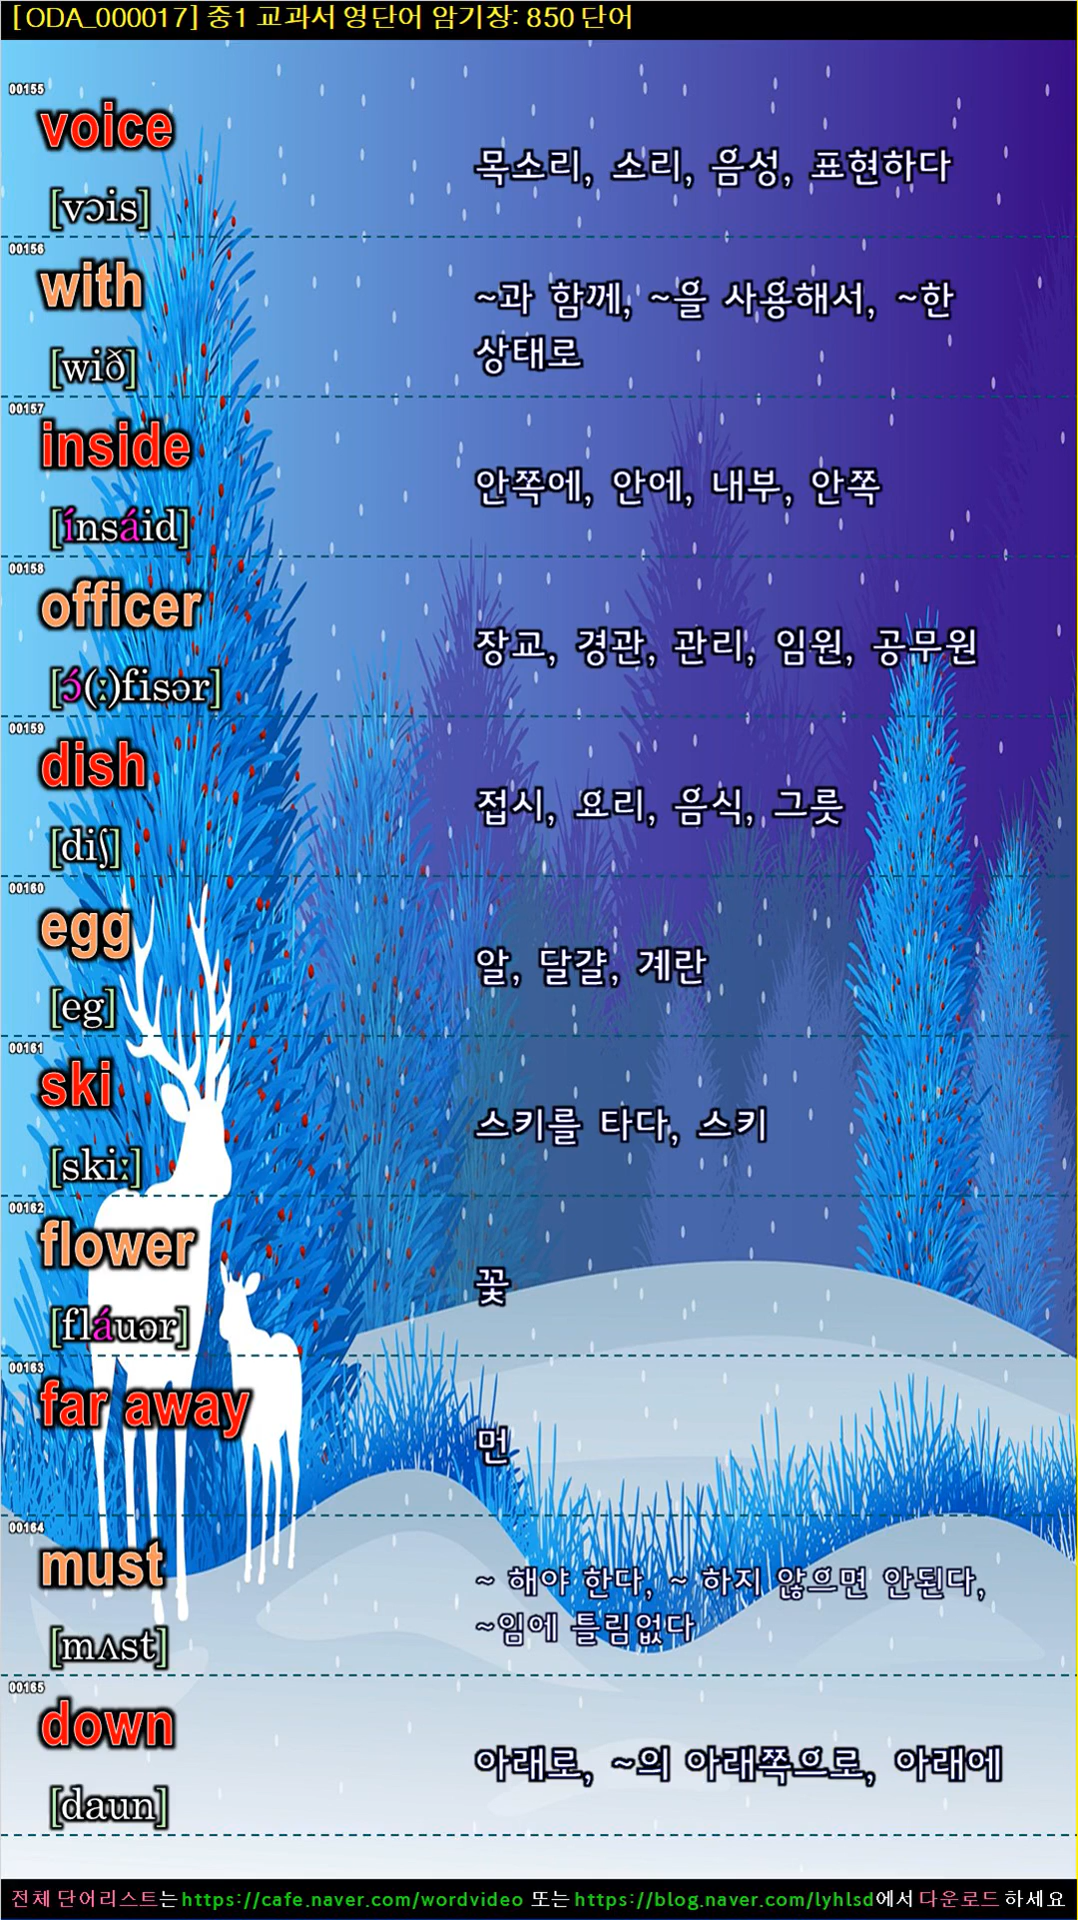 [ODA_000017] 중1 교과서 영단어 암기장: 850 단어
00155
voice
목소리, 소리, 음성, 표현하다
[vɔis]
00156
with
~과 함께, ~을 사용해서, ~한
상태로
[wið]
00157
inside
안쪽에, 안에, 내부, 안쪽
[ínsáid]
00158
officer
장교, 경관, 관리, 임원, 공무원
[ɔ́(ː)fisər]
00159
dish
접시, 요리, 음식, 그릇
[diʃ]
00160
egg
알, 달걀, 계란
[eg]
00161
ski
스키를 타다, 스키
[skiː]
00162
flower
꽃
[fláuər]
00163
far away
먼
00164
must
~ 해야 한다, ~ 하지 않으면 안된다,
~임에 틀림없다
[mʌst]
00165
down
아래로, ~의 아래쪽으로, 아래에
[daun]
전체 단어리스트는 https://cafe.naver.com/wordvideo 또는 https://blog.naver.com/lyhlsd에서 다운로드 하세요